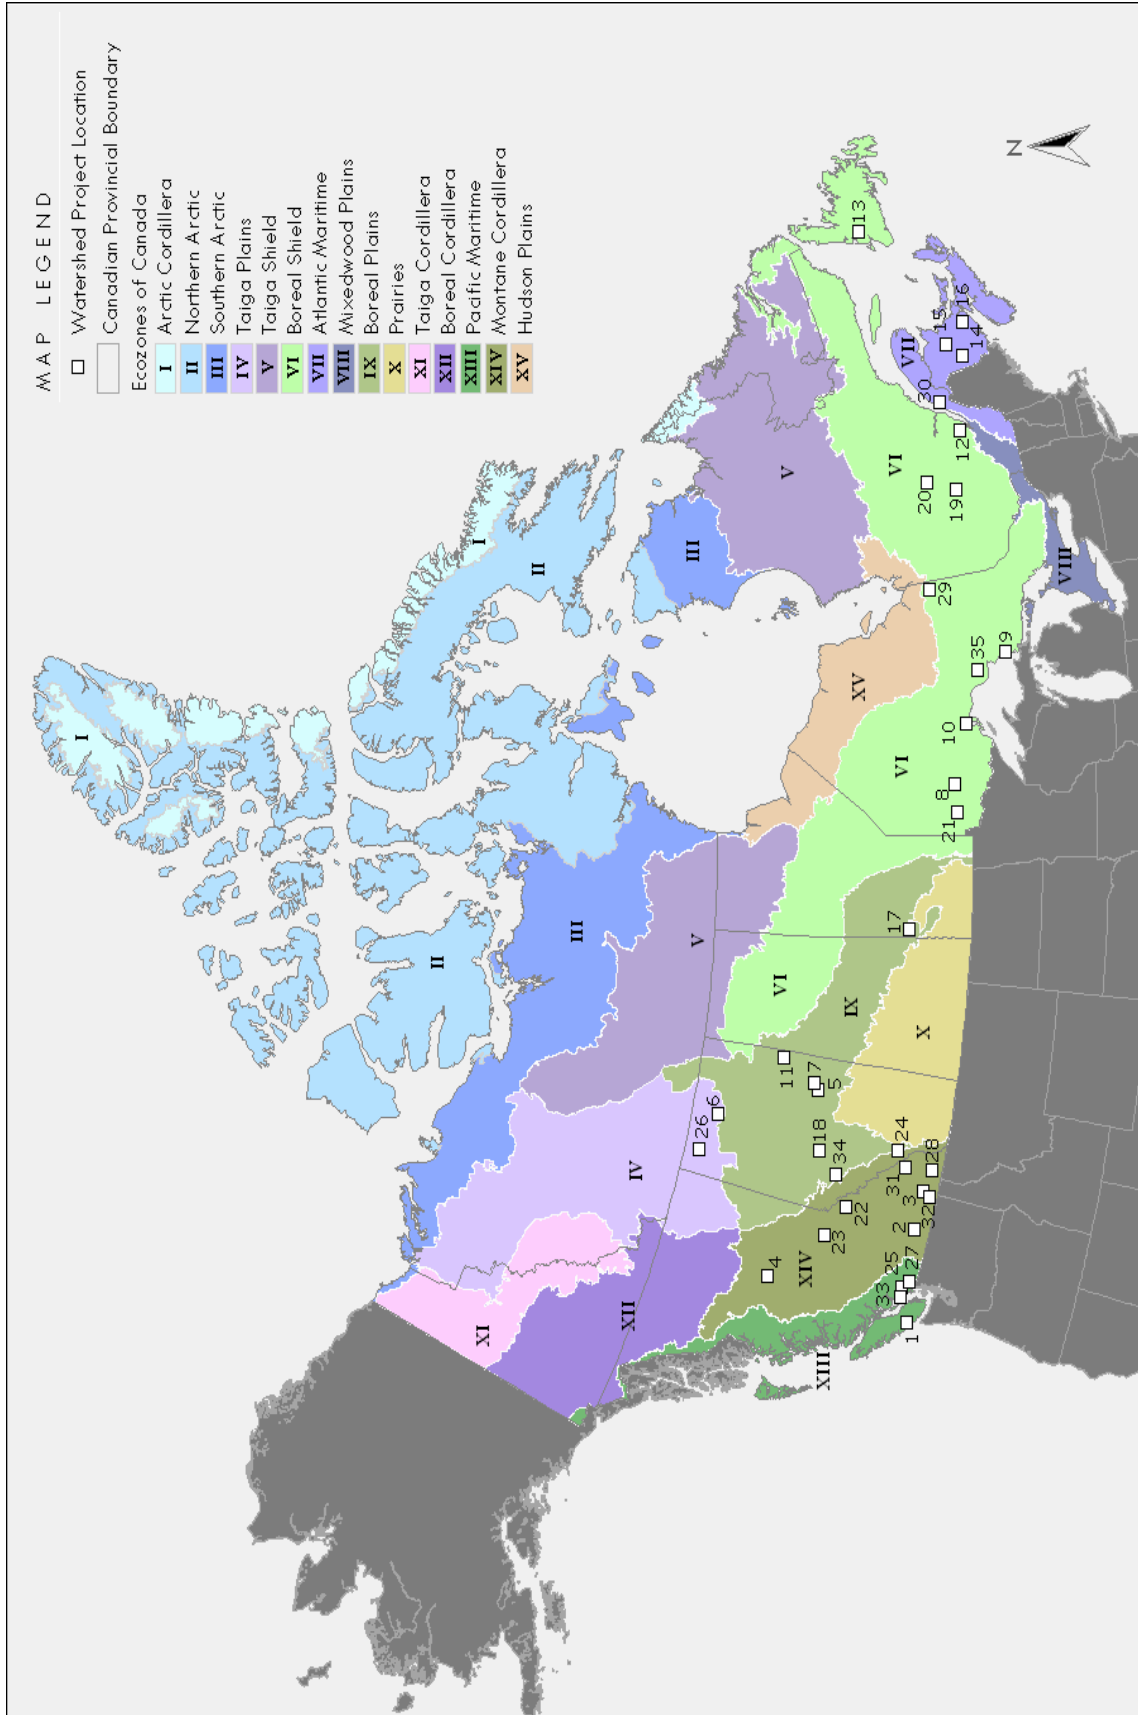 MAP LEGEND
Watershed Project Location
Canadian Provincial Boundary
Ecozones of Canada
I Arctic Cordillera
II Northern Arctic
III Southern Arctic
IV Taiga Plains
V Taiga Shield
VI Boreal Shield
VII Atlantic Maritime
VIII Mixedwood Plains
IX Boreal Plains
X Prairies
XI Taiga Cordillera
XII Boreal Cordillera
XIII Pacific Maritime
XIV Montane Cordillera
XV Hudson Plains
N
I
I
II
II
III
III
IV
V
V
VI
VI
VI
VII
VIII
IX
X
XI
XII
XIII
XIV
XV
1
2
3
4
5
6
7
8
9
10
11
12
13
14
15
16
17
18
19
20
21
22
23
24
25
26
27
28
29
30
31
32
33
34
35